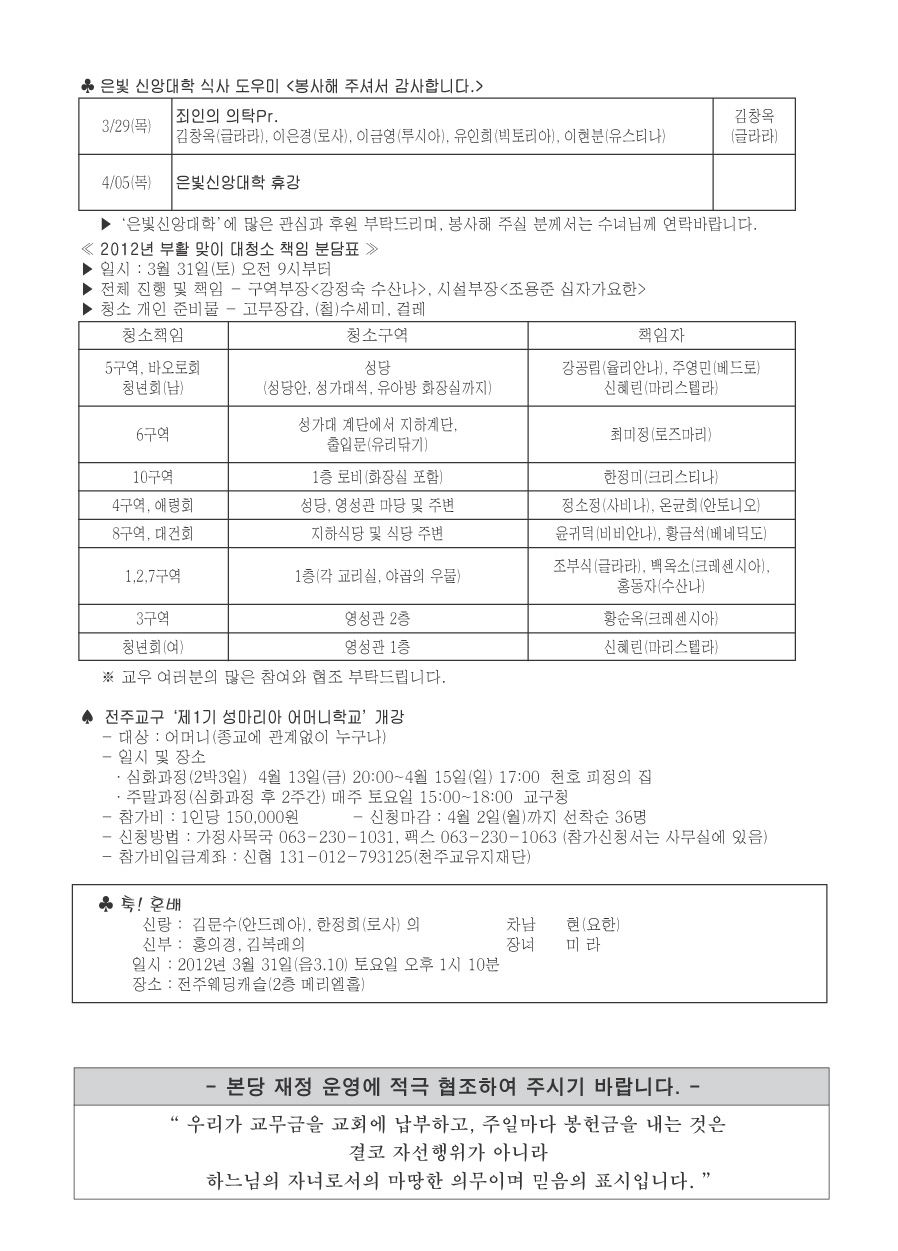 ♣ 은빛 신앙대학 식사 도우미 <봉사해 주셔서 감사합니다.>
3/29(목) 죄인의 의탁Pr. 김창옥
김창옥(글라라), 이은경(로사), 이금영(루시아), 유인희(빅토리아), 이현분(유스티나) (글라라)
4/05(목) 은빛신앙대학 휴강
▶ ‘은빛신앙대학’에 많은 관심과 후원 부탁드리며, 봉사해 주실 분께서는 수녀님께 연락바랍니다.
≪ 2012년 부활 맞이 대청소 책임 분담표 ≫
▶ 일시 : 3월 31일(토) 오전 9시부터
▶ 전체 진행 및 책임 - 구역부장<강정숙 수산나>, 시설부장<조용준 십자가요한>
▶ 청소 개인 준비물 - 고무장갑, (철)수세미, 걸레
청소책임 청소구역 책임자
5구역, 바오로회 성당 강공립(율리안나), 주영민(베드로)
청년회(남) (성당안, 성가대석, 유아방 화장실까지) 신혜린(마리스텔라)
6구역 성가대 계단에서 지하계단, 최미정(로즈마리)
출입문(유리닦기)
10구역 1층 로비(화장실 포함) 한정미(크리스티나)
4구역, 애령회 성당, 영성관 마당 및 주변 정소정(사비나), 온균희(안토니오)
8구역, 대건회 지하식당 및 식당 주변 윤귀덕(비비안나), 황금석(베네딕도)
1,2,7구역 1층(각 교리실, 야곱의 우물) 조부식(글라라), 백옥소(크레센시아),
홍동자(수산나)
3구역 영성관 2층 황순옥(크레센시아)
청년회(여) 영성관 1층 신혜린(마리스텔라)
※ 교우 여러분의 많은 참여와 협조 부탁드립니다.
♠ 전주교구 ‘제1기 성마리아 어머니학교’ 개강
- 대상 : 어머니(종교에 관계없이 누구나)
- 일시 및 장소
· 심화과정(2박3일) 4월 13일(금) 20:00~4월 15일(일) 17:00 천호 피정의 집
· 주말과정(심화과정 후 2주간) 매주 토요일 15:00~18:00 교구청
- 참가비 : 1인당 150,000원 - 신청마감 : 4월 2일(월)까지 선착순 36명
- 신청방법 : 가정사목국 063-230-1031, 팩스 063-230-1063 (참가신청서는 사무실에 있음)
- 참가비입금계좌 : 신협 131-012-793125(천주교유지재단)
♣ 축! 혼배
신랑 : 김문수(안드레아), 한정희(로사) 의 차남 현(요한)
신부 : 홍의경, 김복래의 장녀 미 라
일시 : 2012년 3월 31일(음3.10) 토요일 오후 1시 10분
장소 : 전주웨딩캐슬(2층 메리엘홀)
- 본당 재정 운영에 적극 협조하여 주시기 바랍니다. -
“ 우리가 교무금을 교회에 납부하고, 주일마다 봉헌금을 내는 것은
결코 자선행위가 아니라
하느님의 자녀로서의 마땅한 의무이며 믿음의 표시입니다. ”